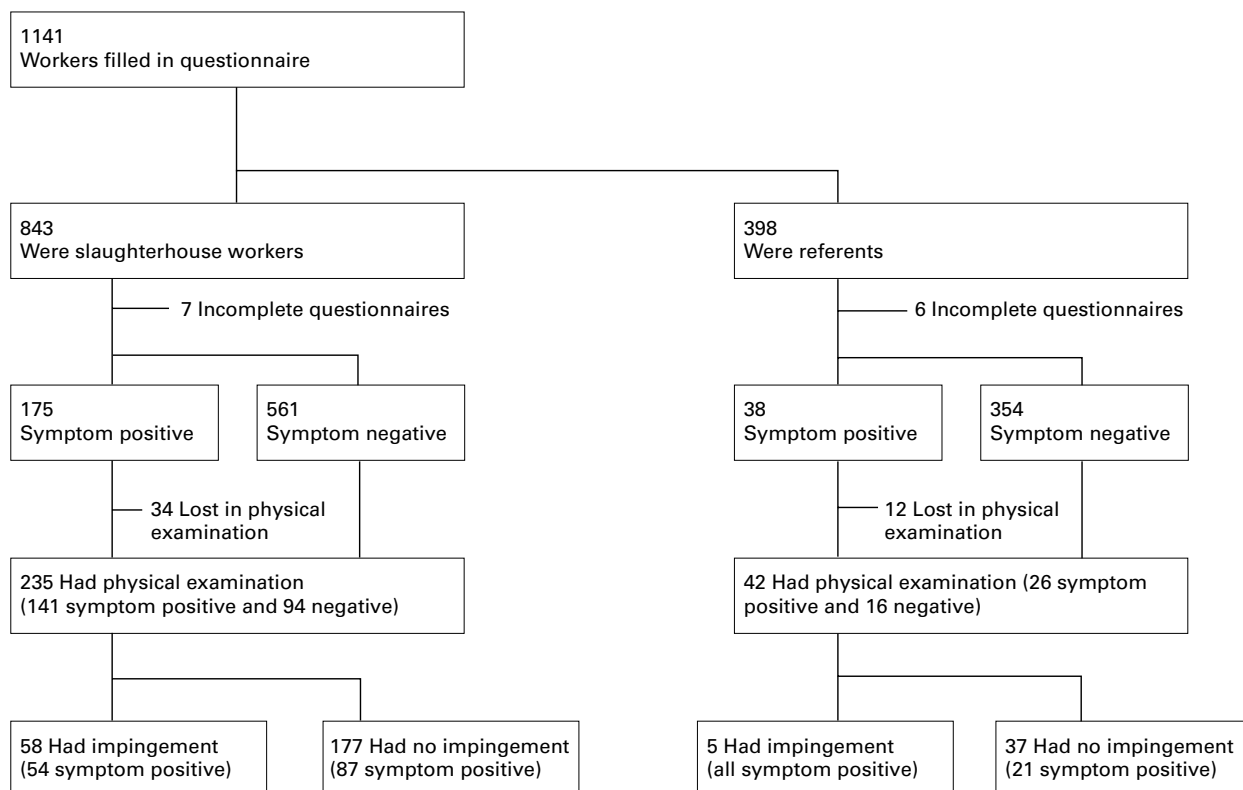 1141
Workers filled in questionnaire
843
Were slaughterhouse workers
398
Were referents
7 Incomplete questionnaires
6 Incomplete questionnaires
175
Symptom positive
561
Symptom negative
38
Symptom positive
354
Symptom negative
34 Lost in physical
examination
12 Lost in physical
examination
235 Had physical examination
(141 symptom positive and 94 negative)
42 Had physical examination (26 symptom
positive and 16 negative)
58 Had impingement
(54 symptom positive)
177 Had no impingement
(87 symptom positive)
5 Had impingement
(all symptom positive)
37 Had no impingement
(21 symptom positive)